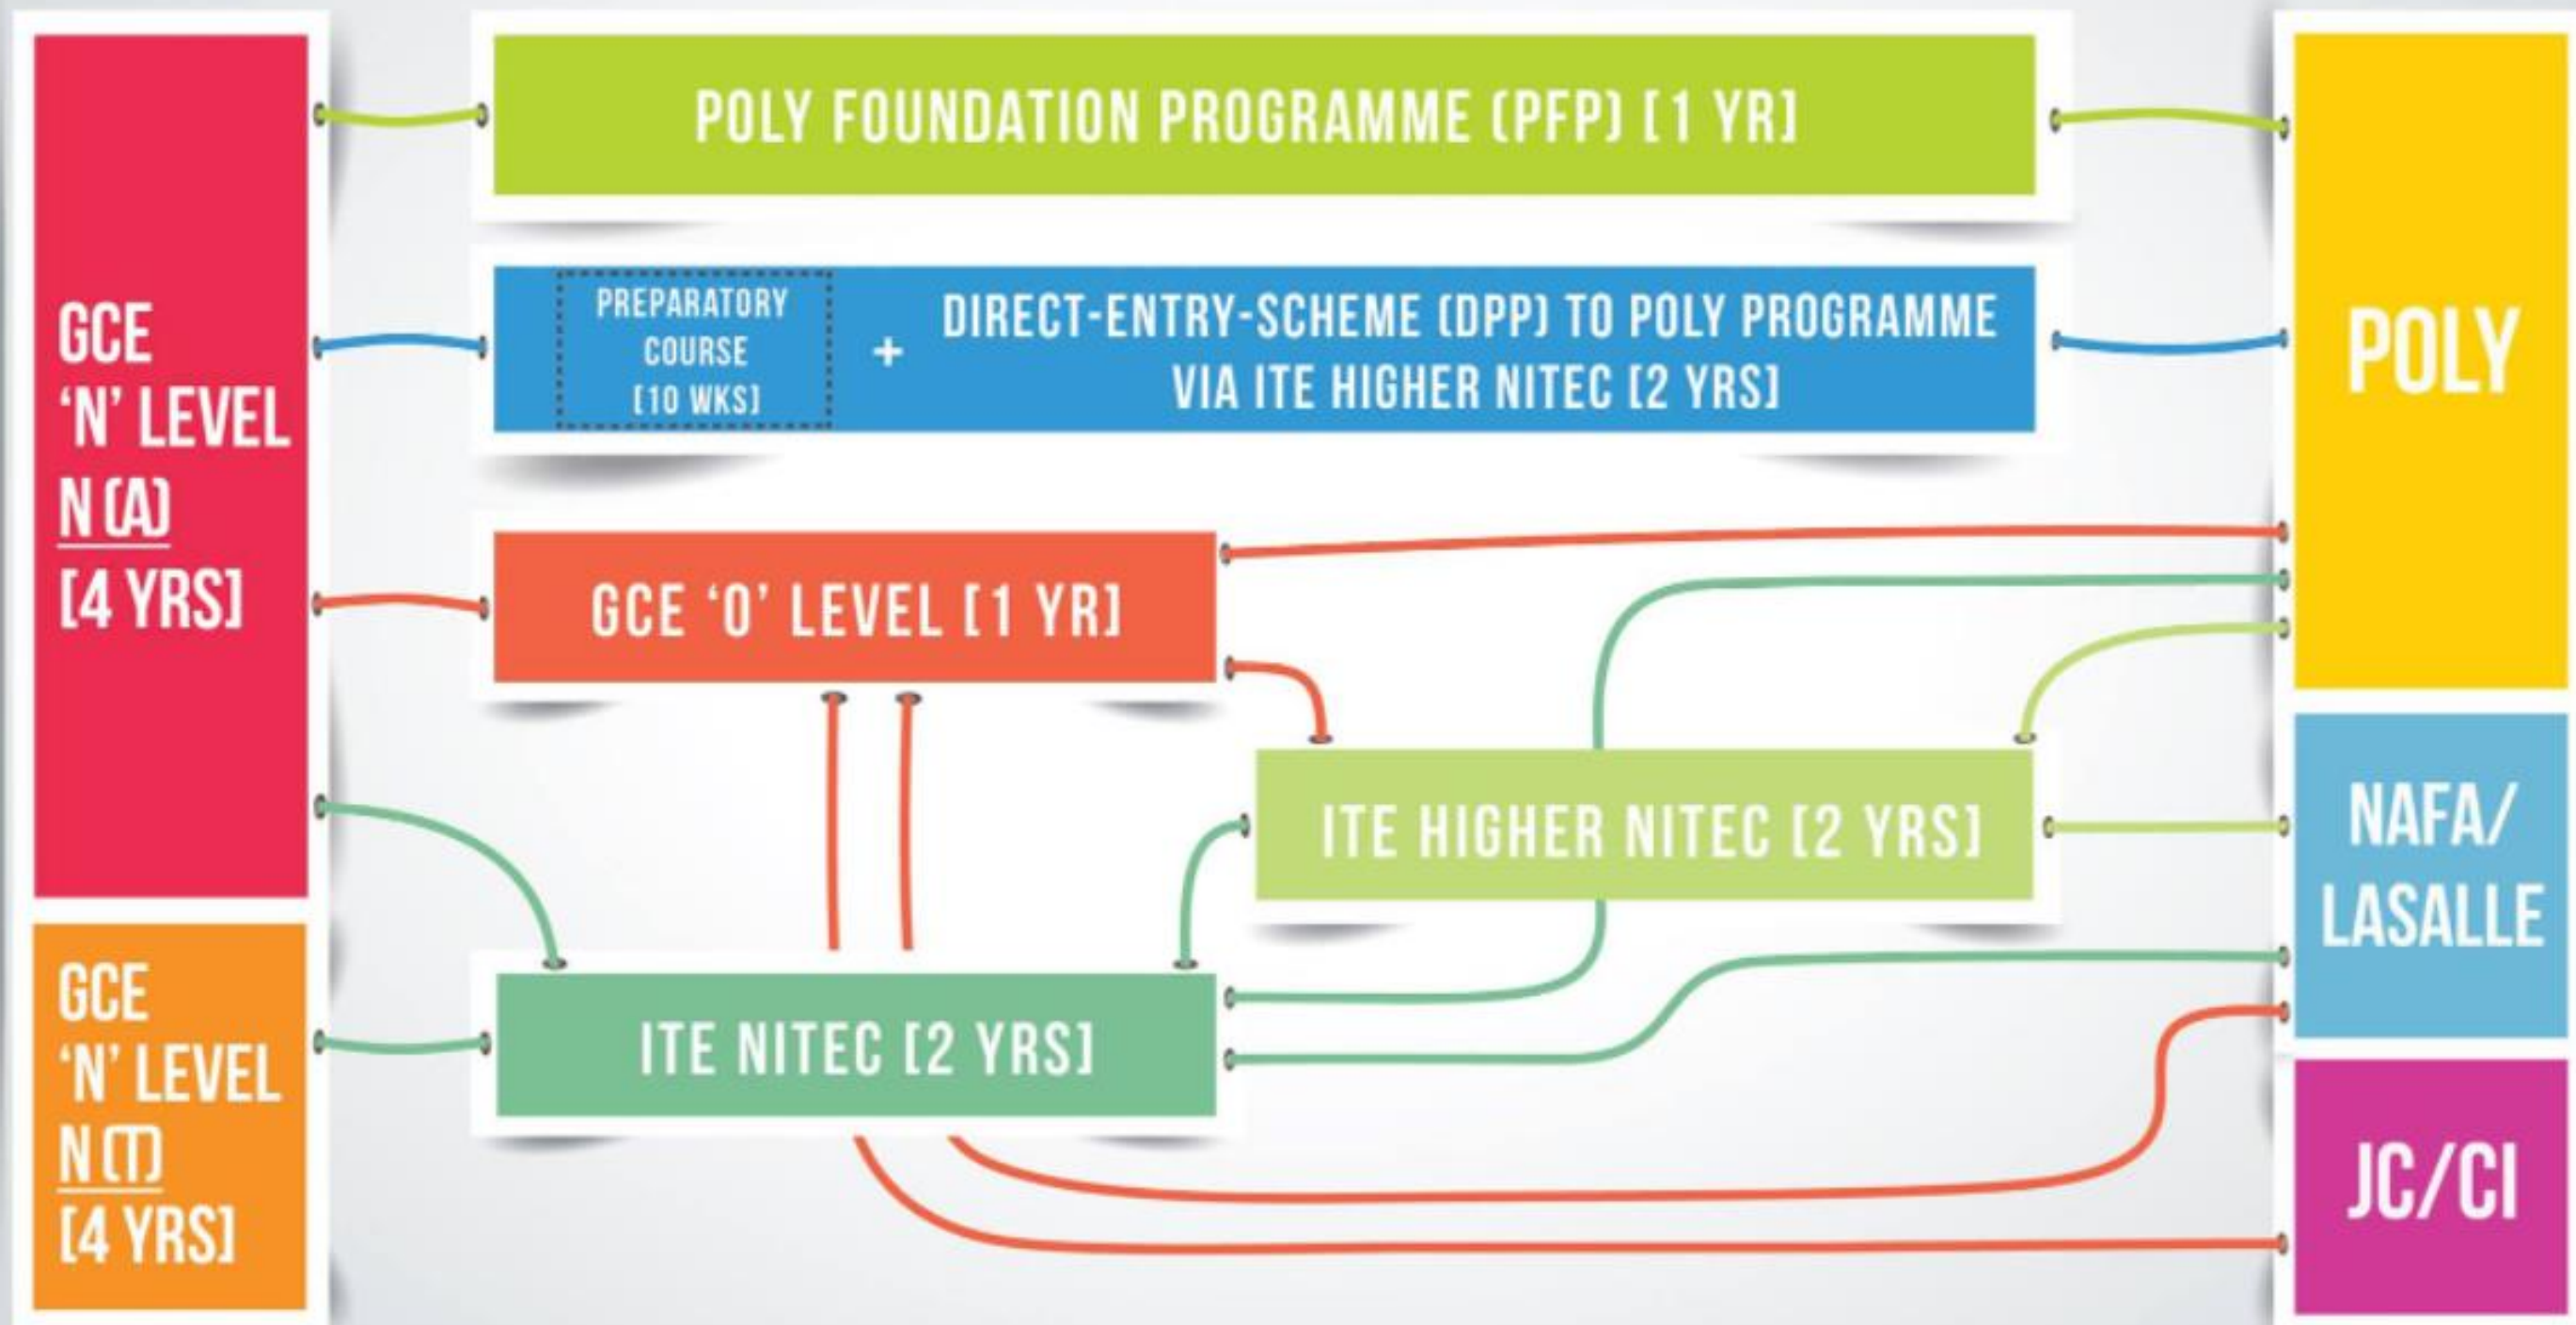 GCE
‘N’ LEVEL
N (A)
[4 YRS]
GCE
‘N’ LEVEL
N (T)
[4 YRS]
POLY FOUNDATION PROGRAMME (PFP) [1 YR]
PREPARATORY
COURSE
[10 WKS]
+
DIRECT-ENTRY-SCHEME (DPP) TO POLY PROGRAMME
VIA ITE HIGHER NITEC [2 YRS]
GCE ‘O’ LEVEL [1 YR]
ITE HIGHER NITEC [2 YRS]
ITE NITEC [2 YRS]
POLY
NAFA/
LASALLE
JC/CI